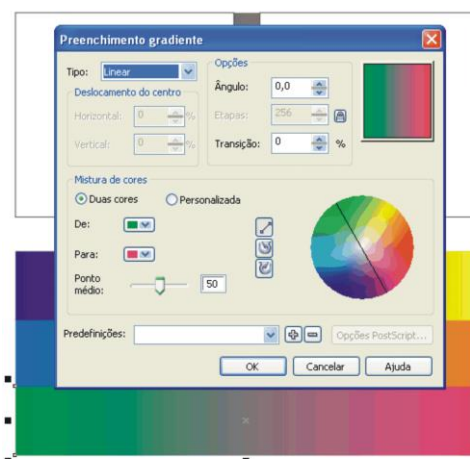 Preenchimento gradiente
Tipo: Linear
Deslocamento do centro
Horizontal: 0 %
Vertical: 0 %
Opções
Ângulo: 0,0
Etapas: 256
Transição: 0 %
Mistura de cores
Duas cores Personalizada
De:
Para:
Ponto médio: 50
Predefinições: Opções PostScript...
OK Cancelar Ajuda